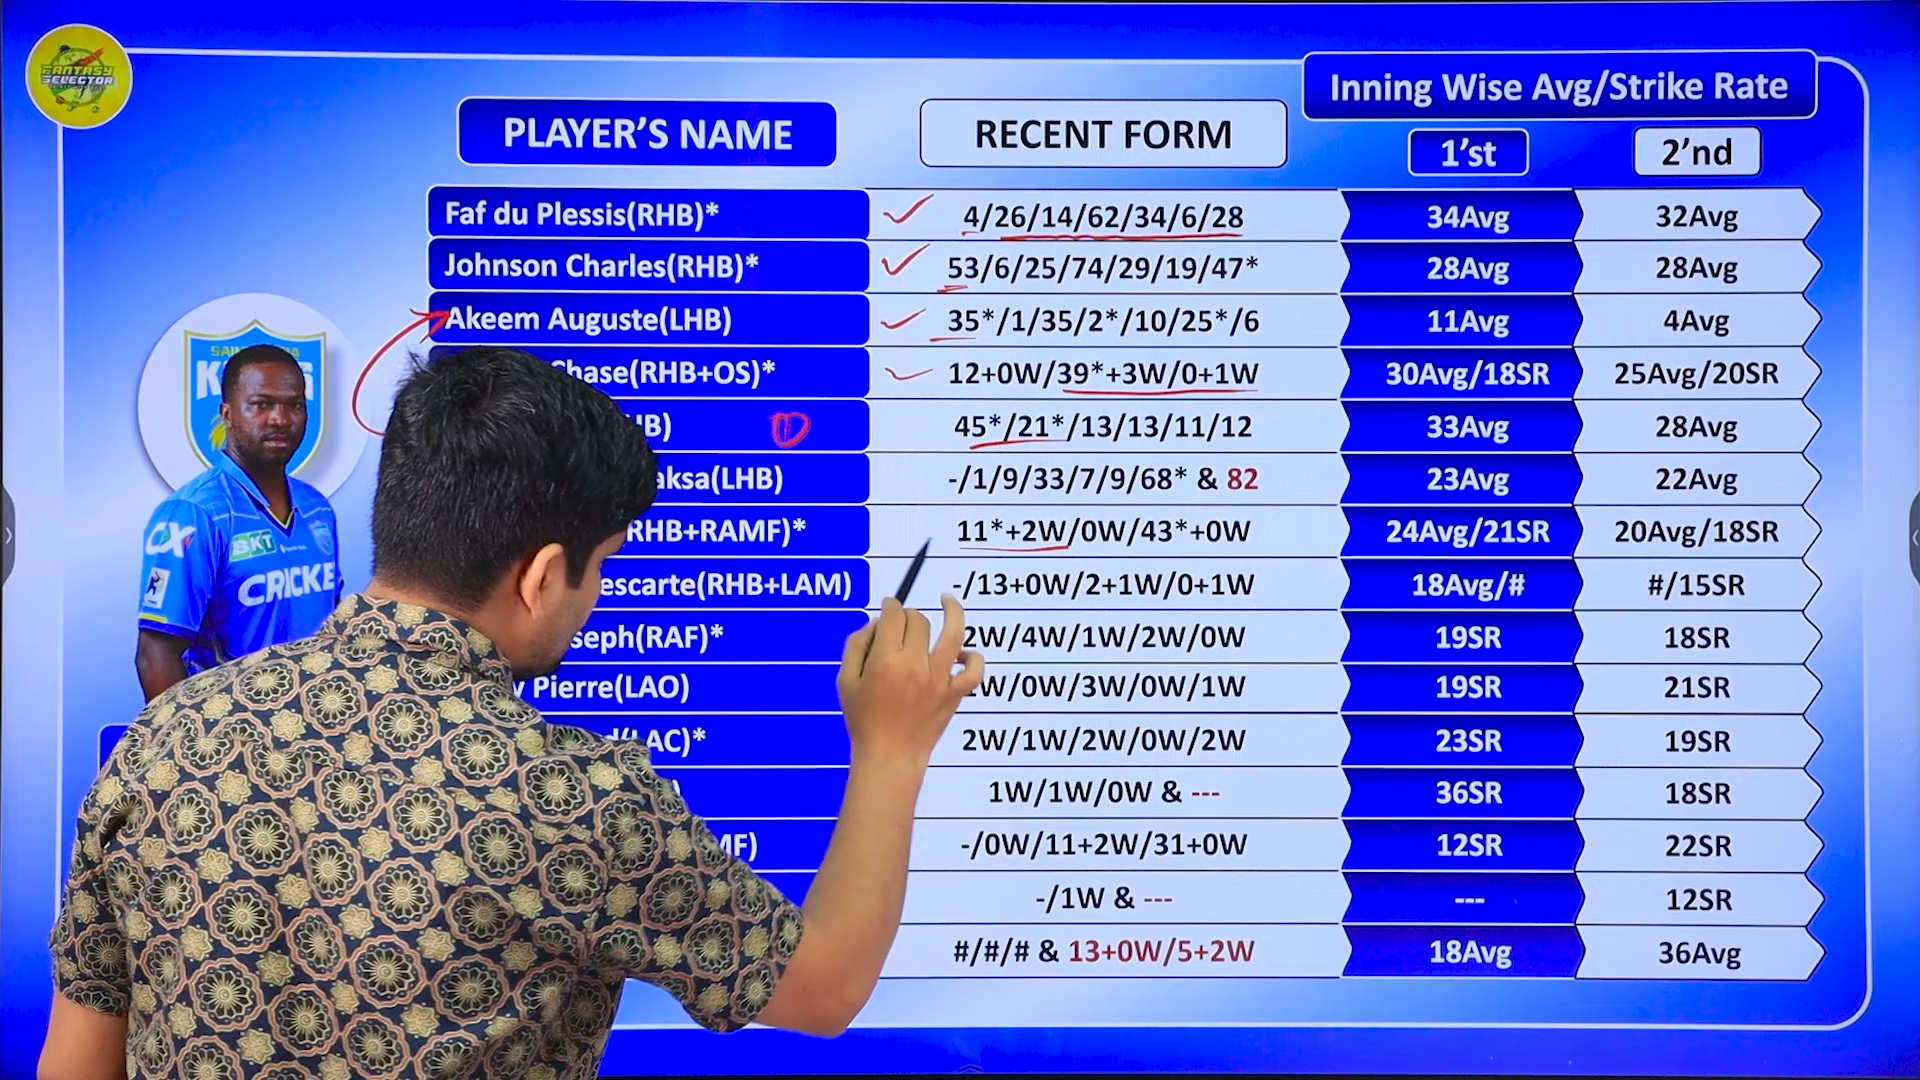 FANTASY
SELECTOR
Inning Wise Avg/Strike Rate
PLAYER'S NAME RECENT FORM 1'st 2'nd
Faf du Plessis(RHB)* 4/26/14/62/34/6/28 34Avg 32Avg
Johnson Charles(RHB)* 53/6/25/74/29/19/47* 28Avg 28Avg
Akeem Auguste(LHB) 35*/1/35/2*/10/25*/6 11Avg 4Avg
Chase(RHB+OS)* 12+0W/39*+3W/0+1W 30Avg/18SR 25Avg/20SR
HB) 1 45*/21*/13/13/11/12 33Avg 28Avg
aksa(LHB) -/1/9/33/7/9/68* & 82 23Avg 22Avg
(RHB+RAMF)* 11*+2W/0W/43*+0W 24Avg/21SR 20Avg/18SR
escarte(RHB+LAM) -/13+0W/2+1W/0+1W 18Avg/# #/15SR
seph(RAF)* 2W/4W/1W/2W/0W 19SR 18SR
Pierre(LAO) W/0W/3W/0W/1W 19SR 21SR
d(LAC)* 2W/1W/2W/0W/2W 23SR 19SR
) 1W/1W/0W & --- 36SR 18SR
MF) -/0W/11+2W/31+0W 12SR 22SR
-/1W & --- --- 12SR
#/#/# & 13+0W/5+2W 18Avg 36Avg
CX
BKT
CRICKE